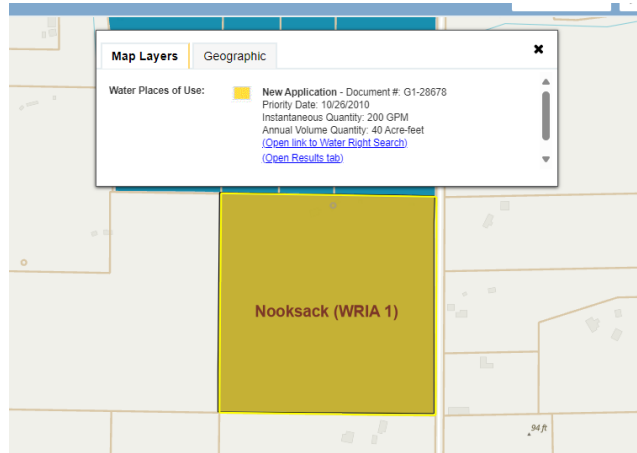 Map Layers
Geographic
Water Places of Use:
New Application - Document #: G1-28678
Priority Date: 10/26/2010
Instantaneous Quantity: 200 GPM
Annual Volume Quantity: 40 Acre-feet
(Open link to Water Right Search)
(Open Results tab)
Nooksack (WRIA 1)
94 ft